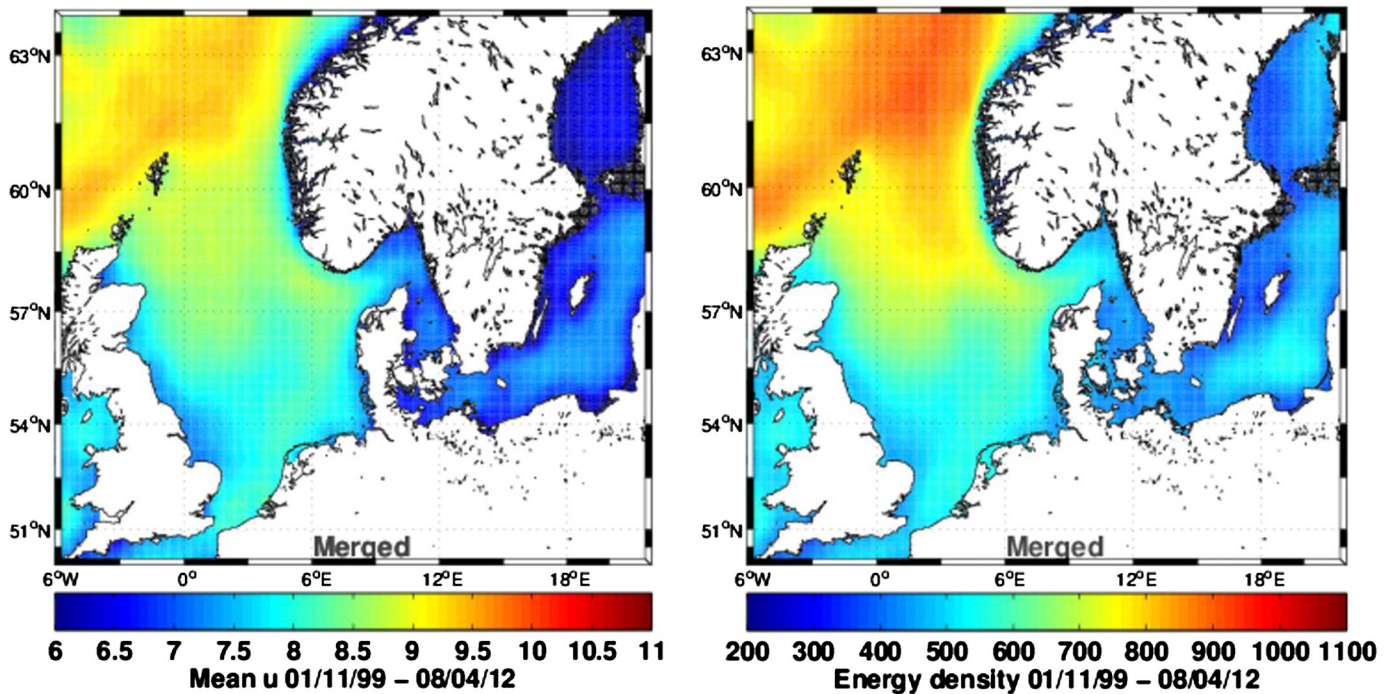 63°N
60°N
57°N
54°N
51°N
Merged
6°W 0° 6°E 12°E 18°E
6 6.5 7 7.5 8 8.5 9 9.5 10 10.5 11
Mean u 01/11/99 – 08/04/12
63°N
60°N
57°N
54°N
51°N
Merged
6°W 0° 6°E 12°E 18°E
200 300 400 500 600 700 800 900 1000 1100
Energy density 01/11/99 – 08/04/12